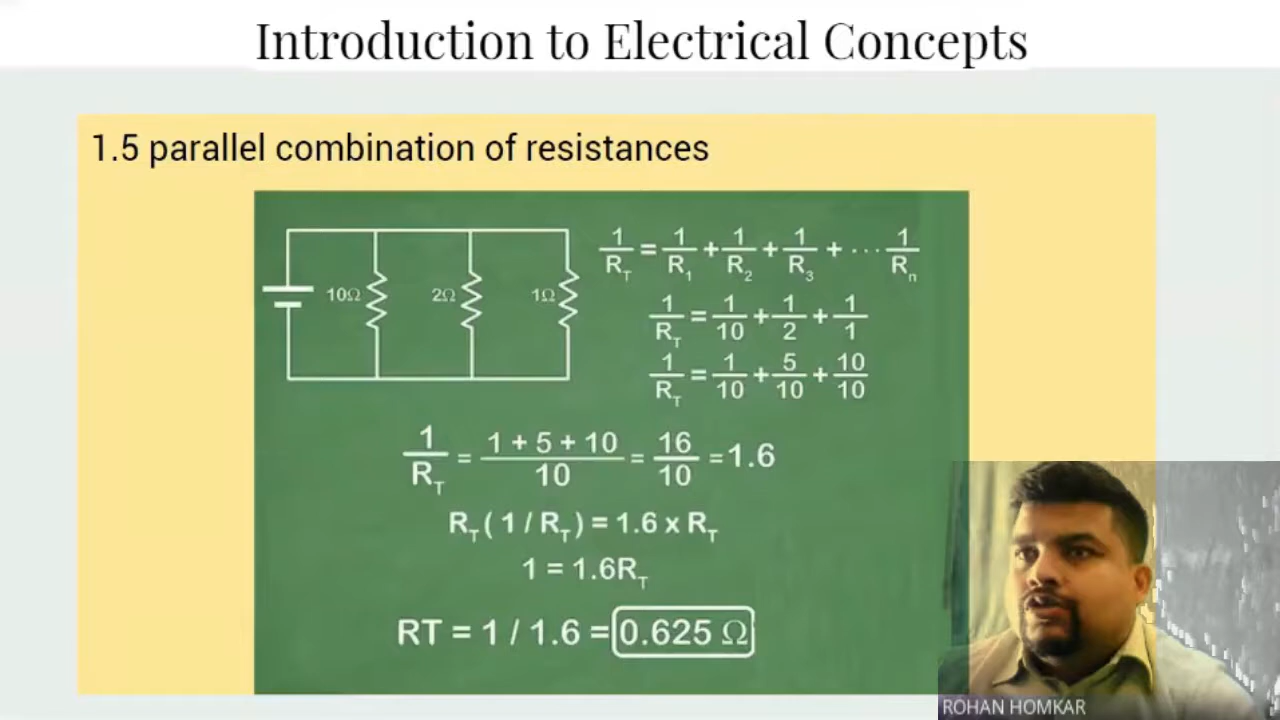 Introduction to Electrical Concepts
1.5 parallel combination of resistances
10Ω 2Ω 1Ω
1/R_T = 1/R_1 + 1/R_2 + 1/R_3 + ... 1/R_n
1/R_T = 1/10 + 1/2 + 1/1
1/R_T = 1/10 + 5/10 + 10/10
1/R_T = 1 + 5 + 10/10 = 16/10 = 1.6
R_T ( 1 / R_T ) = 1.6 x R_T
1 = 1.6R_T
RT = 1 / 1.6 = 0.625 Ω
ROHAN HOMKAR